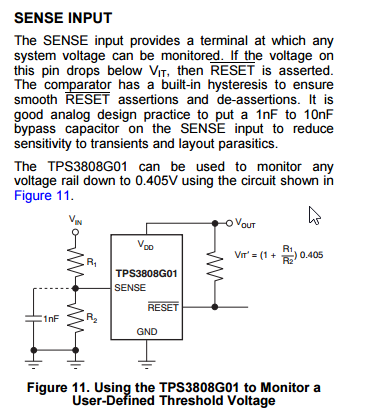 SENSE INPUT
The SENSE input provides a terminal at which any
system voltage can be monitored. If the voltage on
this pin drops below VIT, then RESET is asserted.
The comparator has a built-in hysteresis to ensure
smooth RESET assertions and de-assertions. It is
good analog design practice to put a 1nF to 10nF
bypass capacitor on the SENSE input to reduce
sensitivity to transients and layout parasitics.
The TPS3808G01 can be used to monitor any
voltage rail down to 0.405V using the circuit shown in
Figure 11.
VIN
VOUT
VDD
VIT' = (1 + R1/R2) 0.405
R1
TPS3808G01
SENSE
RESET
1nF
R2
GND
Figure 11. Using the TPS3808G01 to Monitor a
User-Defined Threshold Voltage